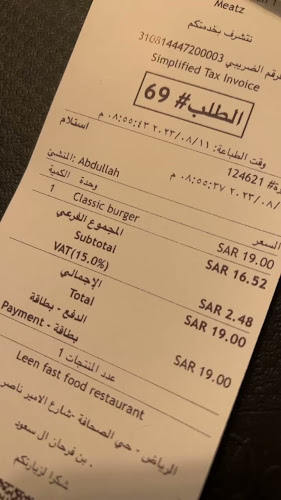 Meatz
نتشرف بخدمتكم
الرقم الضريبي 310814447200003
Simplified Tax Invoice
الطلب# 69
وقت الطباعة: ٢٠٢٣/٠٨/١١ ٠٨:٥٥:٤٣ م
استلام
124621 ٢٠٢٣/٠٨/ ٠٨:٥٥:٣٧ م
المنشئ: Abdullah
السعر وحدة الكمية
1 Classic burger SAR 19.00
المجموع الفرعي
Subtotal SAR 16.52
VAT(15.0%) SAR 2.48
الإجمالي
Total SAR 19.00
الدفع - بطاقة
Payment - بطاقة SAR 19.00
عدد المنتجات 1
Leen fast food restaurant
الرياض - حي الصحافة -شارع الامير ناصر
بن فرحان ال سعود .
شكرا لزيارتكم